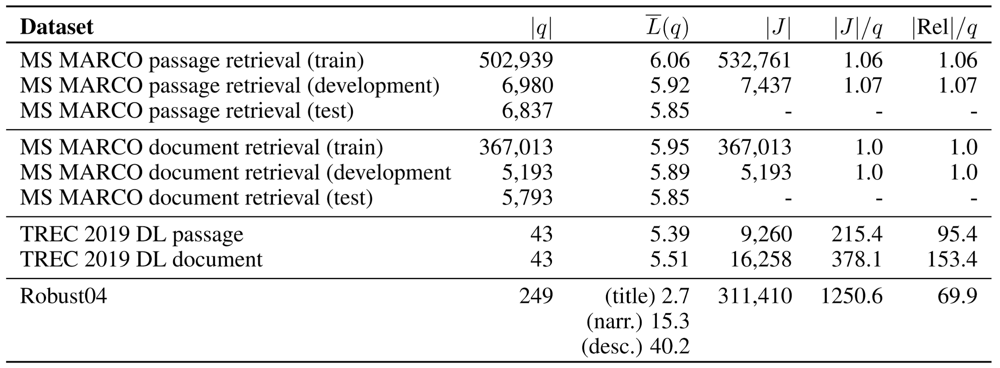 Dataset |q| L̅(q) |J| |J|/q |Rel|/q
MS MARCO passage retrieval (train) 502,939 6.06 532,761 1.06 1.06
MS MARCO passage retrieval (development) 6,980 5.92 7,437 1.07 1.07
MS MARCO passage retrieval (test) 6,837 5.85 - - -
MS MARCO document retrieval (train) 367,013 5.95 367,013 1.0 1.0
MS MARCO document retrieval (development 5,193 5.89 5,193 1.0 1.0
MS MARCO document retrieval (test) 5,793 5.85 - - -
TREC 2019 DL passage 43 5.39 9,260 215.4 95.4
TREC 2019 DL document 43 5.51 16,258 378.1 153.4
Robust04 249 (title) 2.7 311,410 1250.6 69.9
(narr.) 15.3
(desc.) 40.2